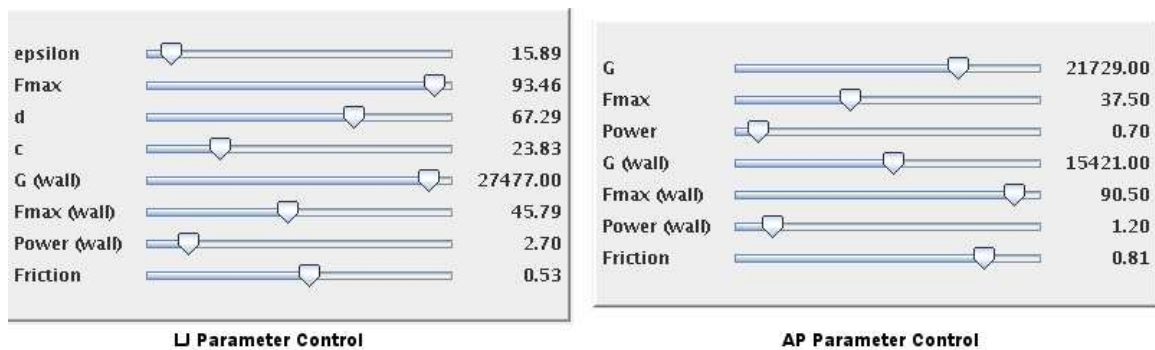 epsilon 15.89
Fmax 93.46
d 67.29
c 23.83
G (wall) 27477.00
Fmax (wall) 45.79
Power (wall) 2.70
Friction 0.53
LJ Parameter Control
G 21729.00
Fmax 37.50
Power 0.70
G (wall) 15421.00
Fmax (wall) 90.50
Power (wall) 1.20
Friction 0.81
AP Parameter Control